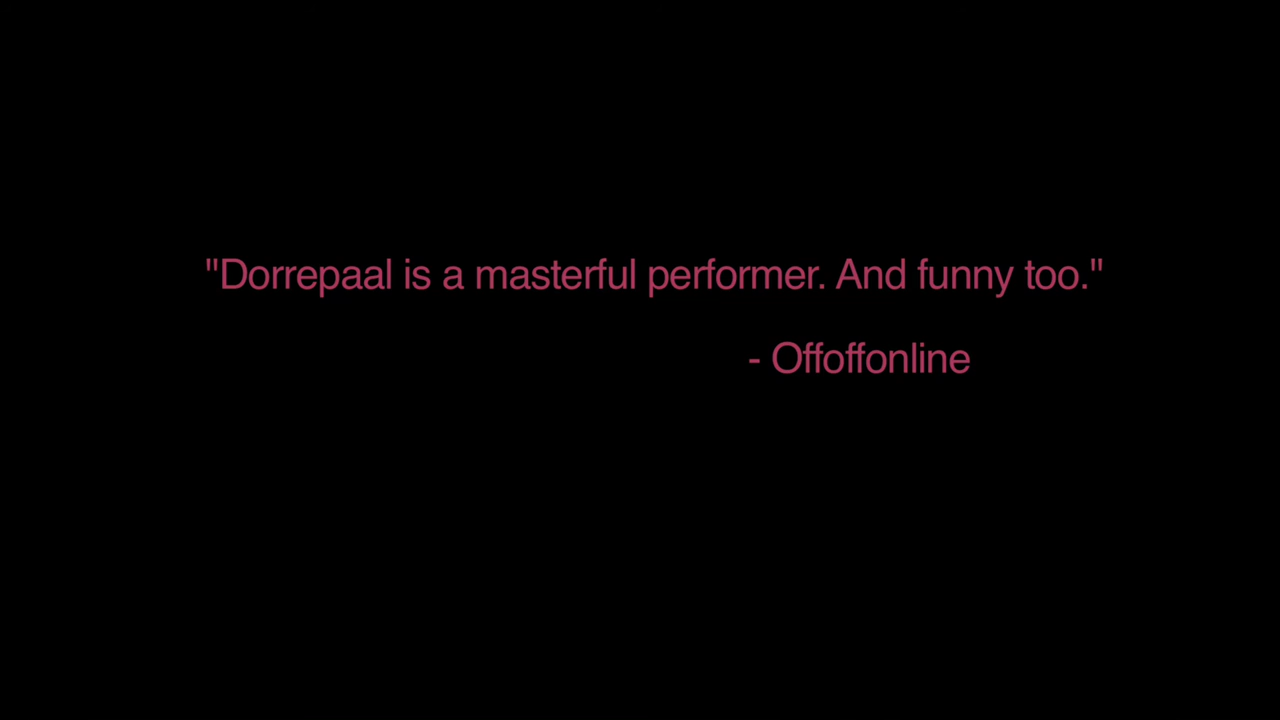 "Dorrepaal is a masterful performer. And funny too."
- Offoffonline